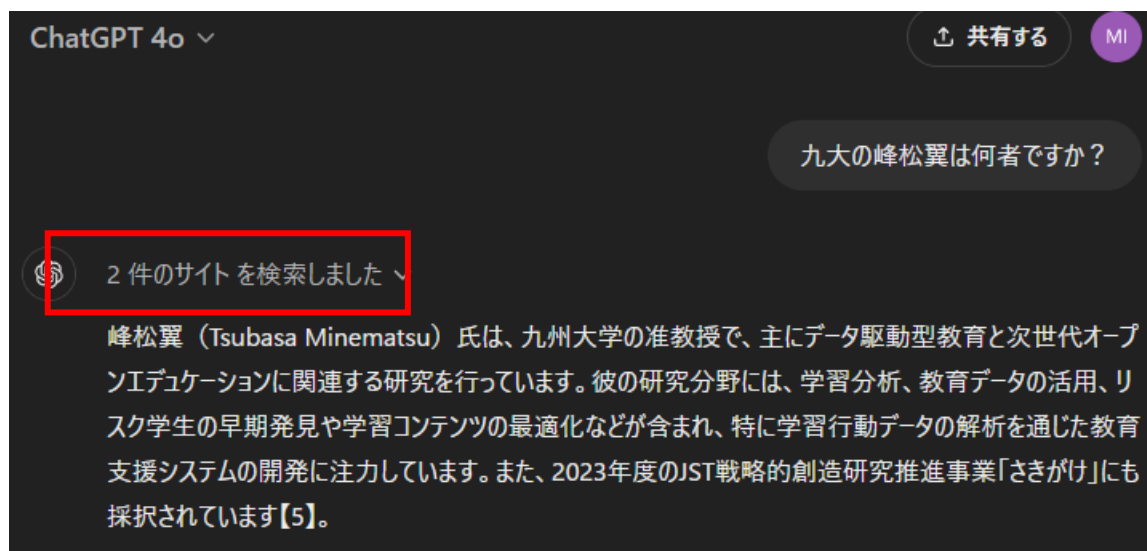 ChatGPT 4o
共有する
MI
九大の峰松翼は何者ですか？
2 件のサイト を検索しました
峰松翼（Tsubasa Minematsu）氏は、九州大学の准教授で、主にデータ駆動型教育と次世代オープ
ンエデュケーションに関連する研究を行っています。彼の研究分野には、学習分析、教育データの活用、リ
スク学生の早期発見や学習コンテンツの最適化などが含まれ、特に学習行動データの解析を通じた教育
支援システムの開発に注力しています。また、2023年度のJST戦略的創造研究推進事業「さきがけ」にも
採択されています【5】。